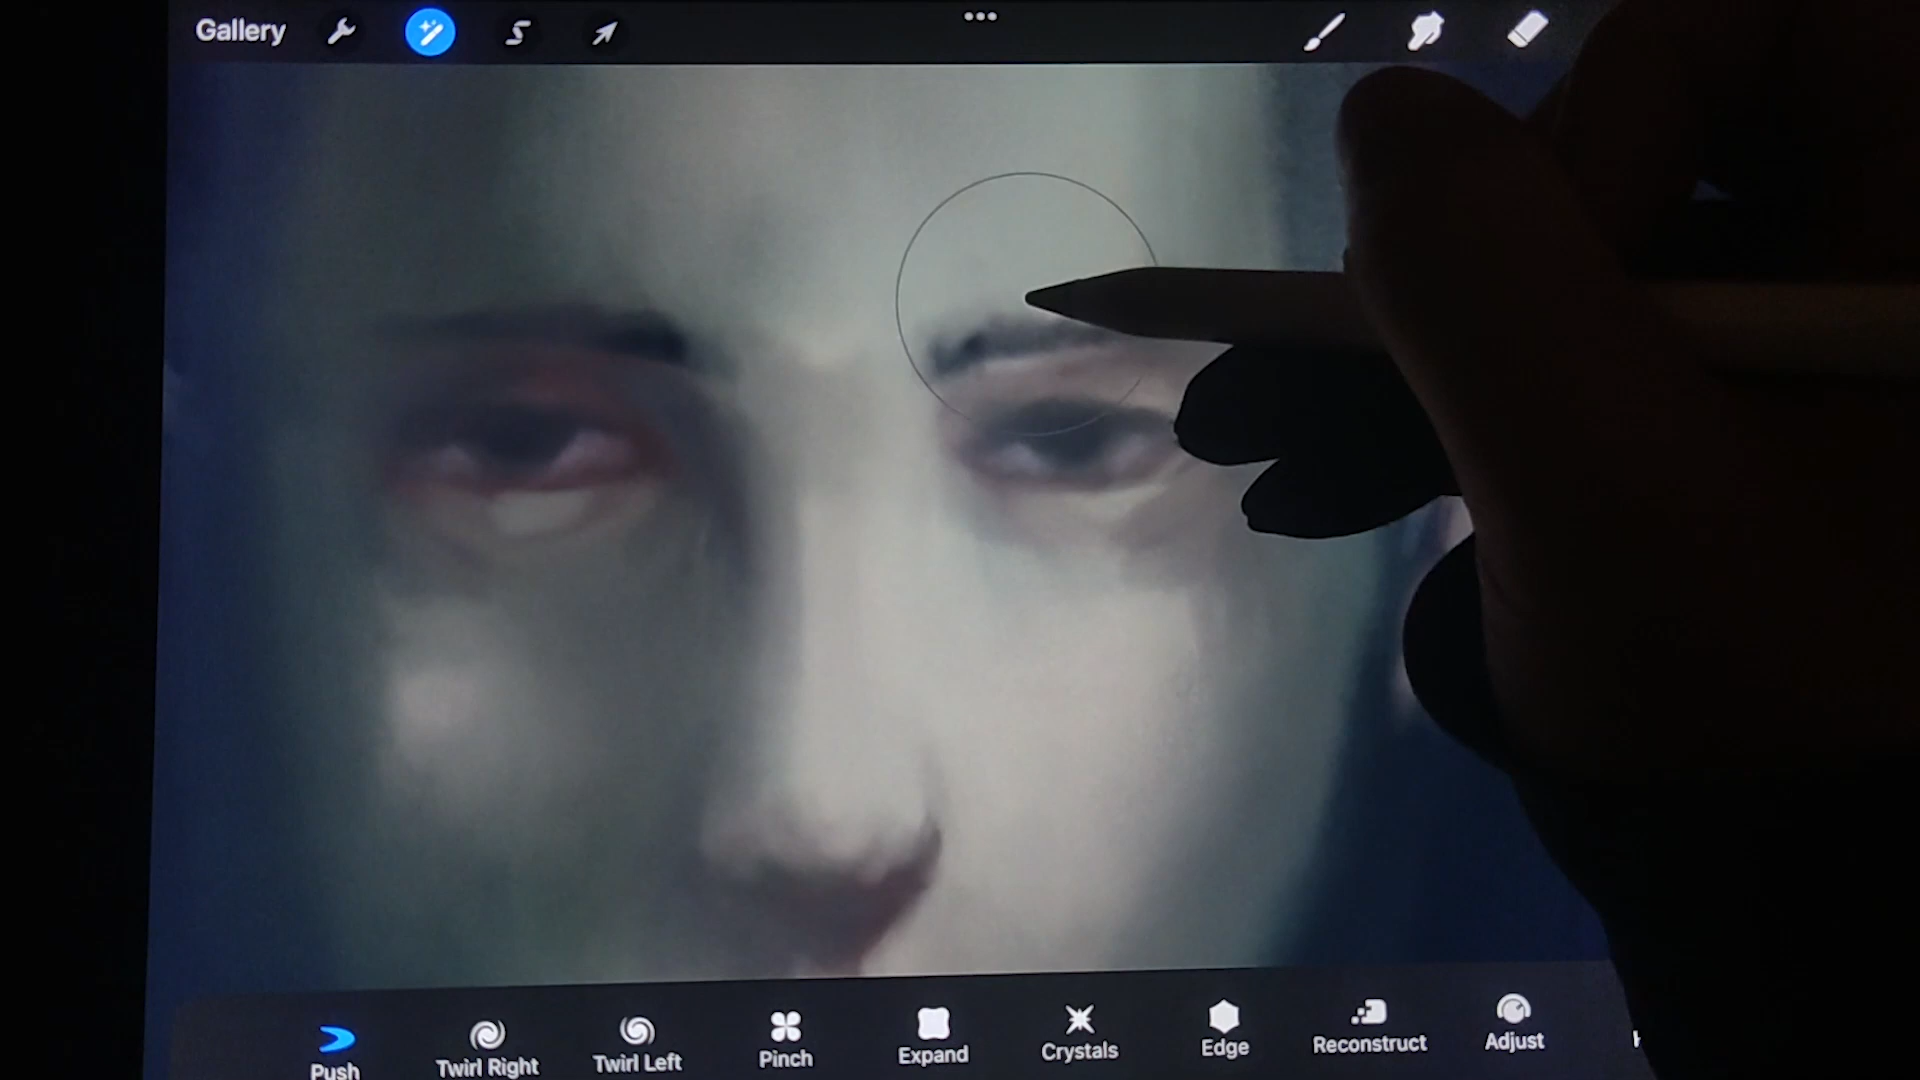 Gallery
Push
Twirl Right
Twirl Left
Pinch
Expand
Crystals
Edge
Reconstruct
Adjust